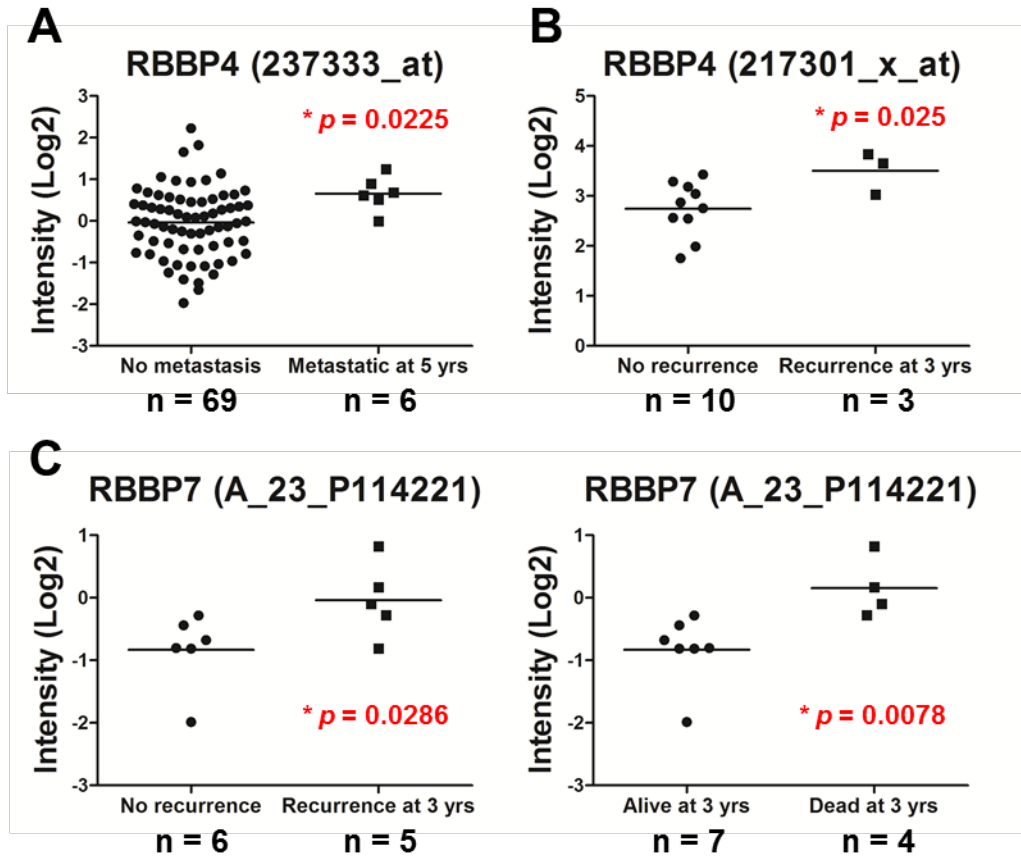 A
RBBP4 (237333_at)
* p = 0.0225
Intensity (Log2)
3
2
1
0
-1
-2
-3
No metastasis
Metastatic at 5 yrs
n = 69
n = 6
B
RBBP4 (217301_x_at)
* p = 0.025
Intensity (Log2)
5
4
3
2
1
0
No recurrence
Recurrence at 3 yrs
n = 10
n = 3
C
RBBP7 (A_23_P114221)
Intensity (Log2)
1
0
-1
-2
-3
* p = 0.0286
No recurrence
Recurrence at 3 yrs
n = 6
n = 5
RBBP7 (A_23_P114221)
Intensity (Log2)
1
0
-1
-2
-3
* p = 0.0078
Alive at 3 yrs
Dead at 3 yrs
n = 7
n = 4